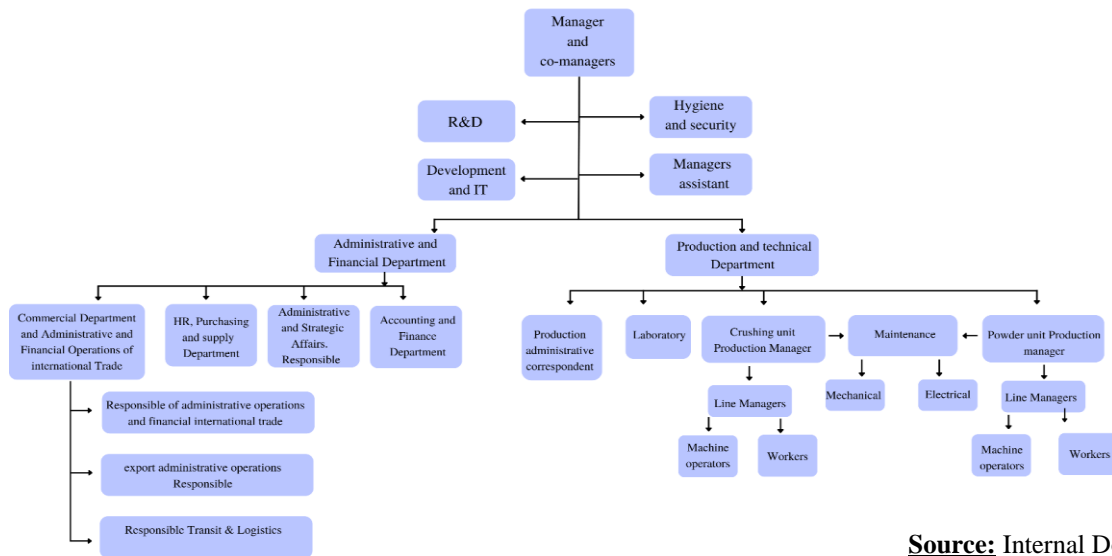 Manager
and
co-managers
R&D
Hygiene
and security
Development
and IT
Managers
assistant
Administrative and
Financial Department
Production and technical
Department
Commercial Department
and Administrative and
Financial Operations of
international Trade
HR, Purchasing
and supply
Department
Administrative
and Strategic
Affairs.
Responsible
Accounting and
Finance
Department
Production
administrative
correspondent
Laboratory
Crushing unit
Production Manager
Maintenance
Powder unit Production
manager
Mechanical
Electrical
Line Managers
Line Managers
Machine
operators
Workers
Machine
operators
Workers
Responsible of administrative operations
and financial international trade
export administrative operations
Responsible
Responsible Transit & Logistics
Source: Internal D